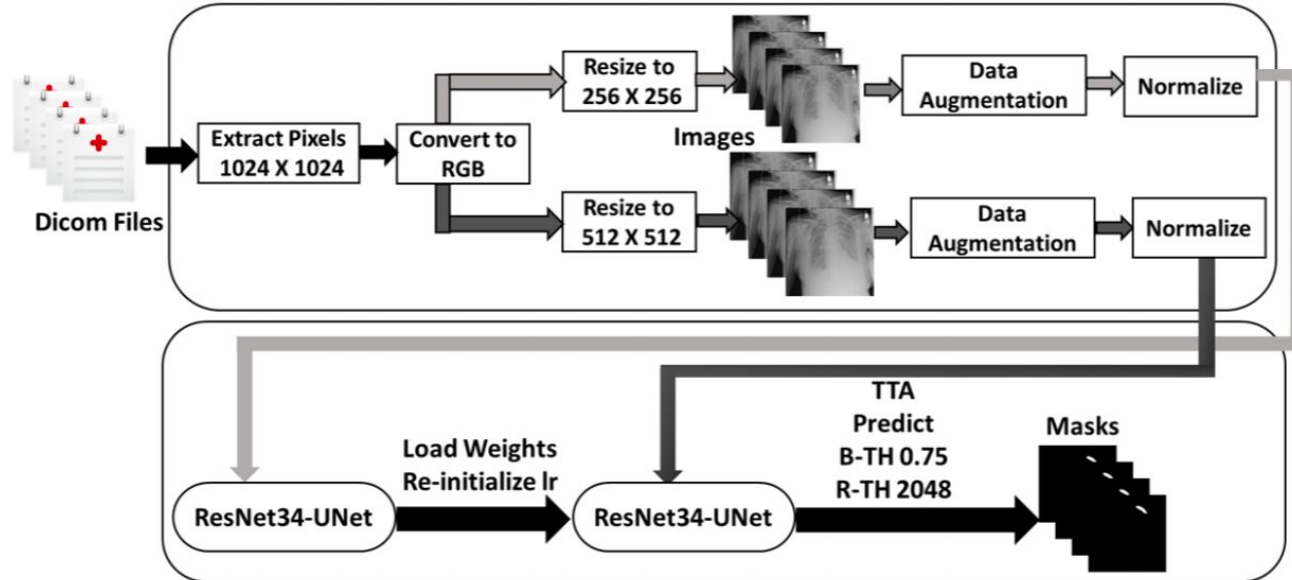 Dicom Files
Extract Pixels
1024 X 1024
Convert to
RGB
Resize to
256 X 256
Images
Data
Augmentation
Normalize
Resize to
512 X 512
Data
Augmentation
Normalize
ResNet34-UNet
Load Weights
Re-initialize lr
ResNet34-UNet
TTA
Predict
B-TH 0.75
R-TH 2048
Masks